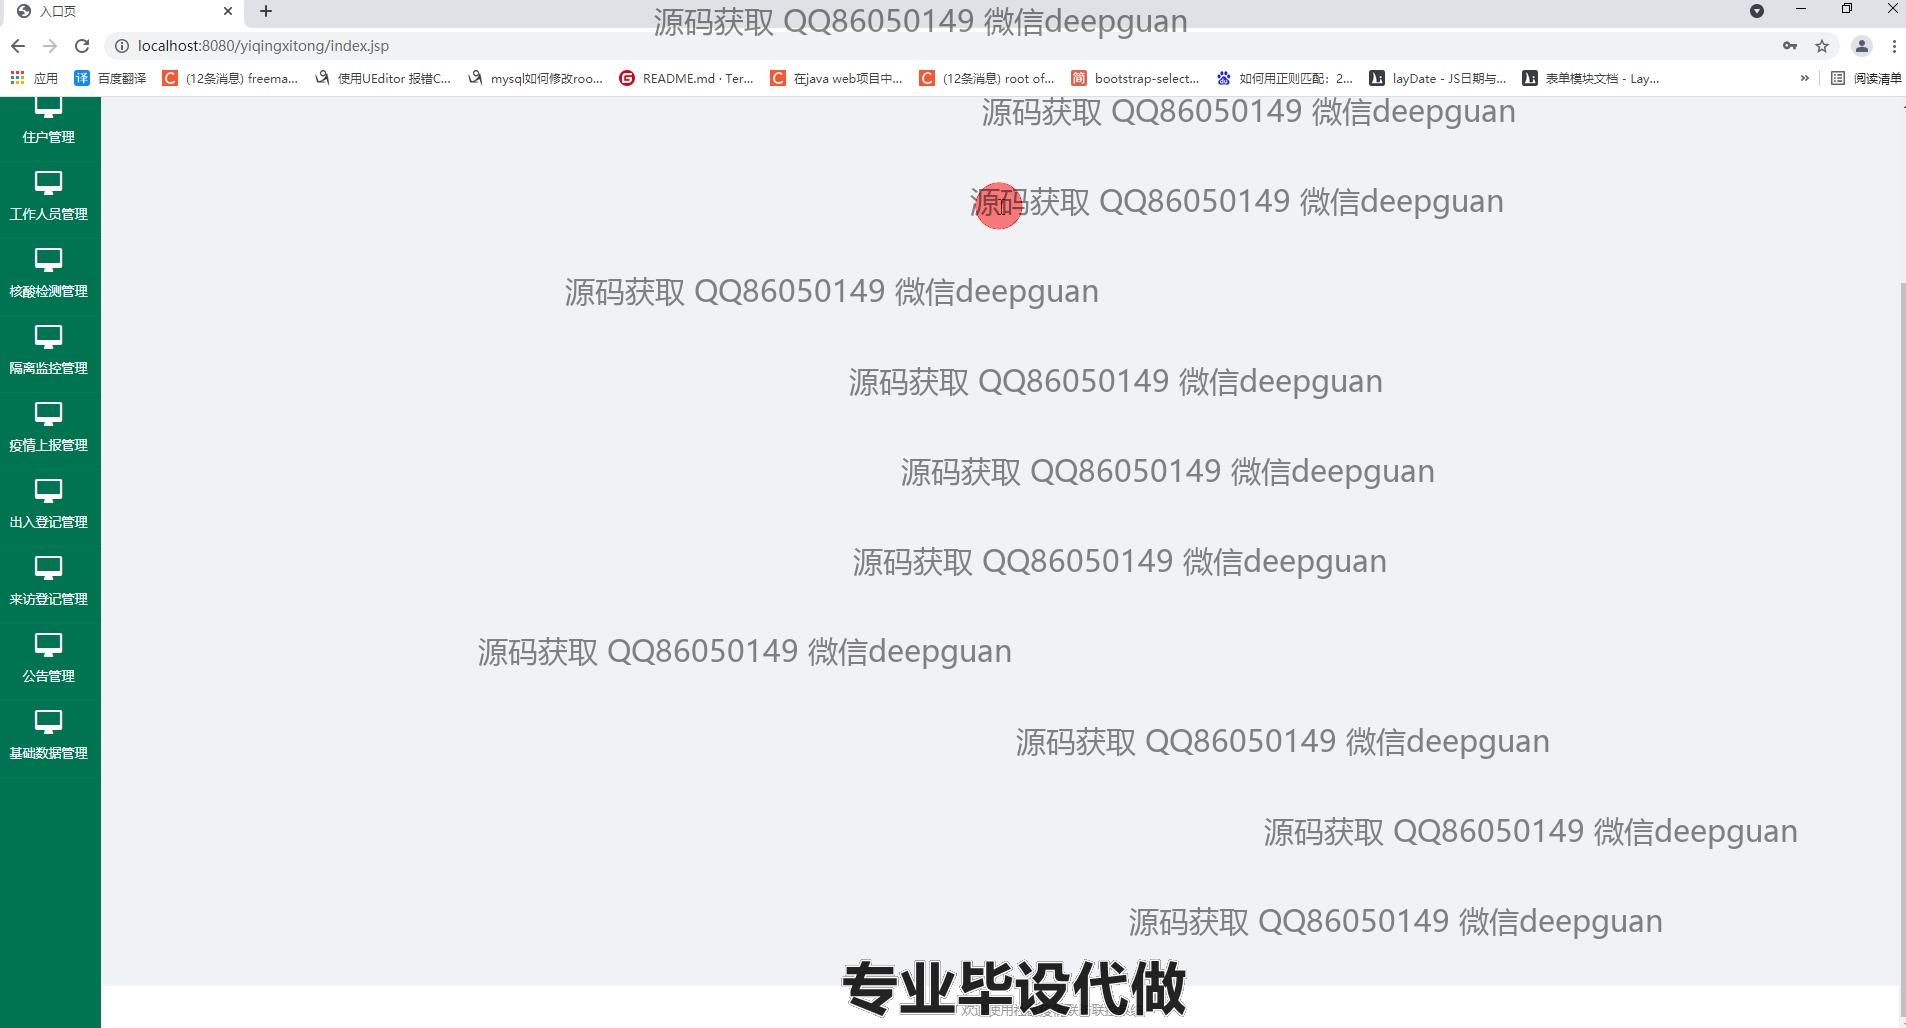 入口页
源码获取 QQ86050149 微信deepguan
localhost:8080/yiqingxitong/index.jsp
应用
百度翻译
(12条消息) freema...
使用UEditor 报错C...
mysql如何修改roo...
README.md · Ter...
在java web项目中...
(12条消息) root of...
bootstrap-select...
如何用正则匹配：2...
layDate - JS日期与...
表单模块文档 - Lay...
»
阅读清单
住户管理
工作人员管理
核酸检测管理
隔离监控管理
疫情上报管理
出入登记管理
来访登记管理
公告管理
基础数据管理
源码获取 QQ86050149 微信deepguan
源码获取 QQ86050149 微信deepguan
源码获取 QQ86050149 微信deepguan
源码获取 QQ86050149 微信deepguan
源码获取 QQ86050149 微信deepguan
源码获取 QQ86050149 微信deepguan
源码获取 QQ86050149 微信deepguan
源码获取 QQ86050149 微信deepguan
源码获取 QQ86050149 微信deepguan
源码获取 QQ86050149 微信deepguan
专业毕设代做